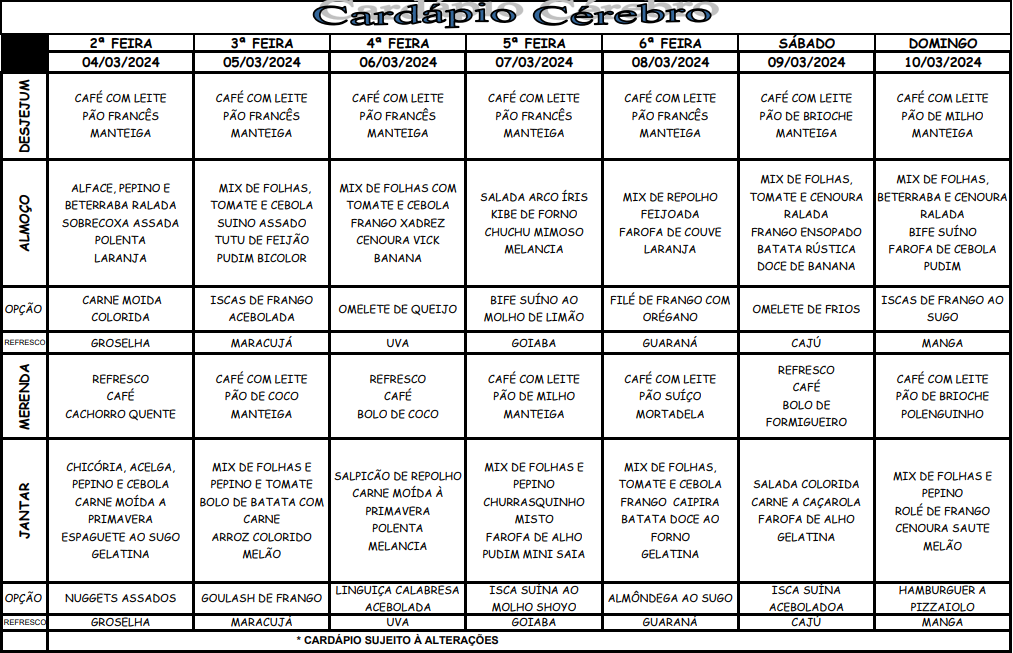 Cardápio Cérebro
2ª FEIRA 3ª FEIRA 4ª FEIRA 5ª FEIRA 6ª FEIRA SÁBADO DOMINGO
04/03/2024 05/03/2024 06/03/2024 07/03/2024 08/03/2024 09/03/2024 10/03/2024
DESJEJUM
CAFÉ COM LEITE
PÃO FRANCÊS
MANTEIGA
CAFÉ COM LEITE
PÃO FRANCÊS
MANTEIGA
CAFÉ COM LEITE
PÃO FRANCÊS
MANTEIGA
CAFÉ COM LEITE
PÃO FRANCÊS
MANTEIGA
CAFÉ COM LEITE
PÃO FRANCÊS
MANTEIGA
CAFÉ COM LEITE
PÃO DE BRIOCHE
MANTEIGA
CAFÉ COM LEITE
PÃO DE MILHO
MANTEIGA
ALMOÇO
ALFACE, PEPINO E
BETERRABA RALADA
SOBRECOXA ASSADA
POLENTA
LARANJA
MIX DE FOLHAS,
TOMATE E CEBOLA
SUINO ASSADO
TUTU DE FEIJÃO
PUDIM BICOLOR
MIX DE FOLHAS COM
TOMATE E CEBOLA
FRANGO XADREZ
CENOURA VICK
BANANA
SALADA ARCO ÍRIS
KIBE DE FORNO
CHUCHU MIMOSO
MELANCIA
MIX DE REPOLHO
FEIJOADA
FAROFA DE COUVE
LARANJA
MIX DE FOLHAS,
TOMATE E CENOURA
RALADA
FRANGO ENSOPADO
BATATA RÚSTICA
DOCE DE BANANA
MIX DE FOLHAS,
BETERRABA E CENOURA
RALADA
BIFE SUÍNO
FAROFA DE CEBOLA
PUDIM
OPÇÃO
CARNE MOIDA
COLORIDA
ISCAS DE FRANGO
ACEBOLADA
OMELETE DE QUEIJO
BIFE SUÍNO AO
MOLHO DE LIMÃO
FILÉ DE FRANGO COM
ORÉGANO
OMELETE DE FRIOS
ISCAS DE FRANGO AO
SUGO
REFRESCO GROSELHA MARACUJÁ UVA GOIABA GUARANÁ CAJÚ MANGA
MERENDA
REFRESCO
CAFÉ
CACHORRO QUENTE
CAFÉ COM LEITE
PÃO DE COCO
MANTEIGA
REFRESCO
CAFÉ
BOLO DE COCO
CAFÉ COM LEITE
PÃO DE MILHO
MANTEIGA
CAFÉ COM LEITE
PÃO SUÍÇO
MORTADELA
REFRESCO
CAFÉ
BOLO DE
FORMIGUEIRO
CAFÉ COM LEITE
PÃO DE BRIOCHE
POLENGUINHO
JANTAR
CHICÓRIA, ACELGA,
PEPINO E CEBOLA
CARNE MOÍDA A
PRIMAVERA
ESPAGUETE AO SUGO
GELATINA
MIX DE FOLHAS E
PEPINO E TOMATE
BOLO DE BATATA COM
CARNE
ARROZ COLORIDO
MELÃO
SALPICÃO DE REPOLHO
CARNE MOÍDA À
PRIMAVERA
POLENTA
MELANCIA
MIX DE FOLHAS E
PEPINO
CHURRASQUINHO
MISTO
FAROFA DE ALHO
PUDIM MINI SAIA
MIX DE FOLHAS,
TOMATE E CEBOLA
FRANGO CAIPIRA
BATATA DOCE AO
FORNO
GELATINA
SALADA COLORIDA
CARNE A CAÇAROLA
FAROFA DE ALHO
GELATINA
MIX DE FOLHAS E
PEPINO
ROLÉ DE FRANGO
CENOURA SAUTE
MELÃO
OPÇÃO
NUGGETS ASSADOS
GOULASH DE FRANGO
LINGUIÇA CALABRESA
ACEBOLADA
ISCA SUÍNA AO
MOLHO SHOYO
ALMÔNDEGA AO SUGO
ISCA SUÍNA
ACEBOLADOA
HAMBURGUER A
PIZZAIOLO
REFRESCO GROSELHA MARACUJÁ UVA GOIABA GUARANÁ CAJÚ MANGA
* CARDÁPIO SUJEITO À ALTERAÇÕES